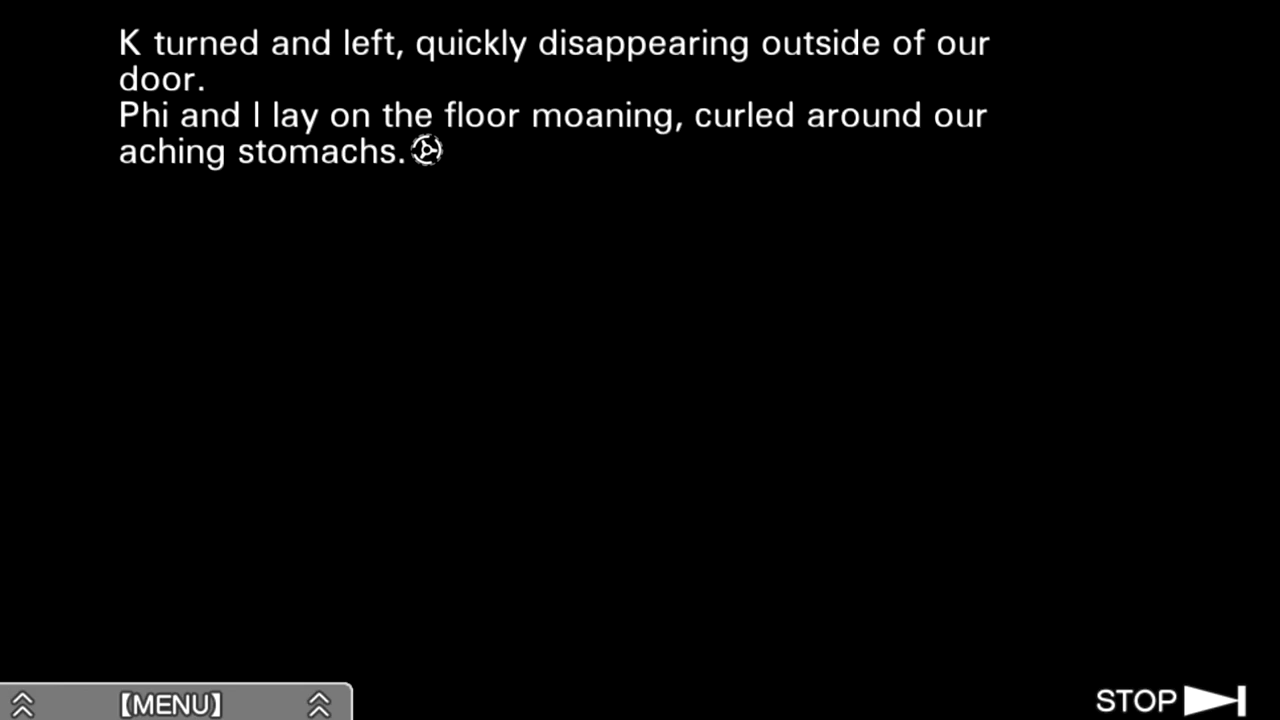 K turned and left, quickly disappearing outside of our
door.
Phi and I lay on the floor moaning, curled around our
aching stomachs.
【MENU】
STOP